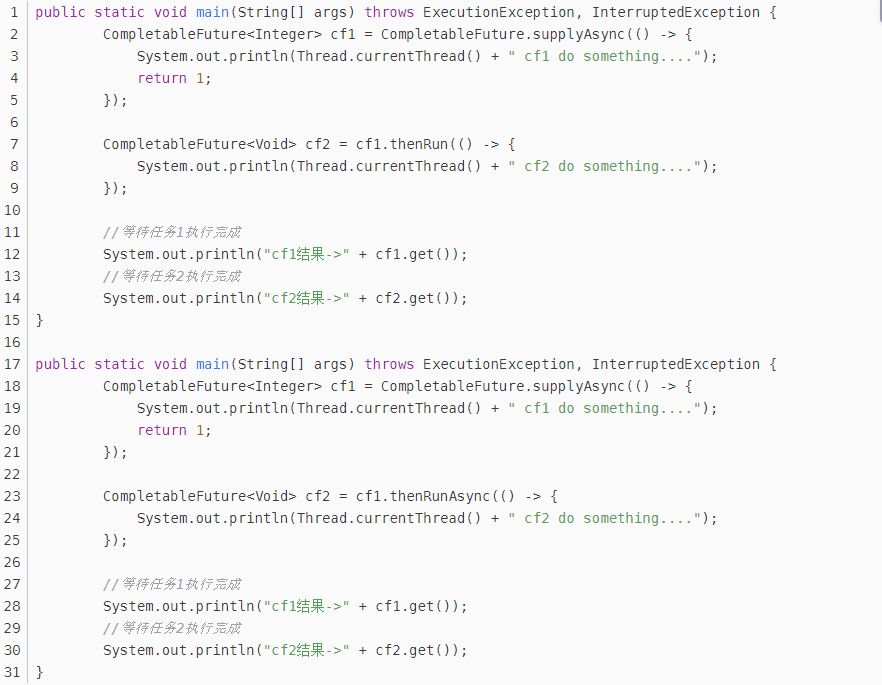 1 public static void main(String[] args) throws ExecutionException, InterruptedException {
2         CompletableFuture<Integer> cf1 = CompletableFuture.supplyAsync(() -> {
3             System.out.println(Thread.currentThread() + " cf1 do something....");
4             return 1;
5         });
6
7         CompletableFuture<Void> cf2 = cf1.thenRun(() -> {
8             System.out.println(Thread.currentThread() + " cf2 do something....");
9         });
10
11         //等待任务1执行完成
12         System.out.println("cf1结果->" + cf1.get());
13         //等待任务2执行完成
14         System.out.println("cf2结果->" + cf2.get());
15 }
16
17 public static void main(String[] args) throws ExecutionException, InterruptedException {
18         CompletableFuture<Integer> cf1 = CompletableFuture.supplyAsync(() -> {
19             System.out.println(Thread.currentThread() + " cf1 do something....");
20             return 1;
21         });
22
23         CompletableFuture<Void> cf2 = cf1.thenRunAsync(() -> {
24             System.out.println(Thread.currentThread() + " cf2 do something....");
25         });
26
27         //等待任务1执行完成
28         System.out.println("cf1结果->" + cf1.get());
29         //等待任务2执行完成
30         System.out.println("cf2结果->" + cf2.get());
31 }